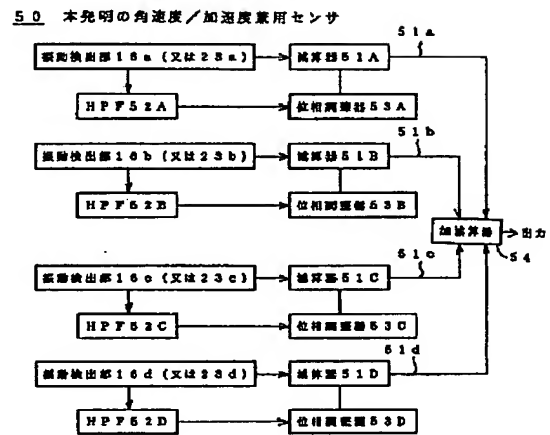 50 本発明の角速度／加速度兼用センサ
51a
振動検出部16a（又は23a）
減算器51A
HPF52A
位相調整器53A
51b
振動検出部16b（又は23b）
減算器51B
HPF52B
位相調整器53B
加減算器
出力
54
51c
振動検出部16c（又は23c）
減算器51C
HPF52C
位相調整器53C
51d
振動検出部16d（又は23d）
減算器51D
HPF52D
位相調整器53D